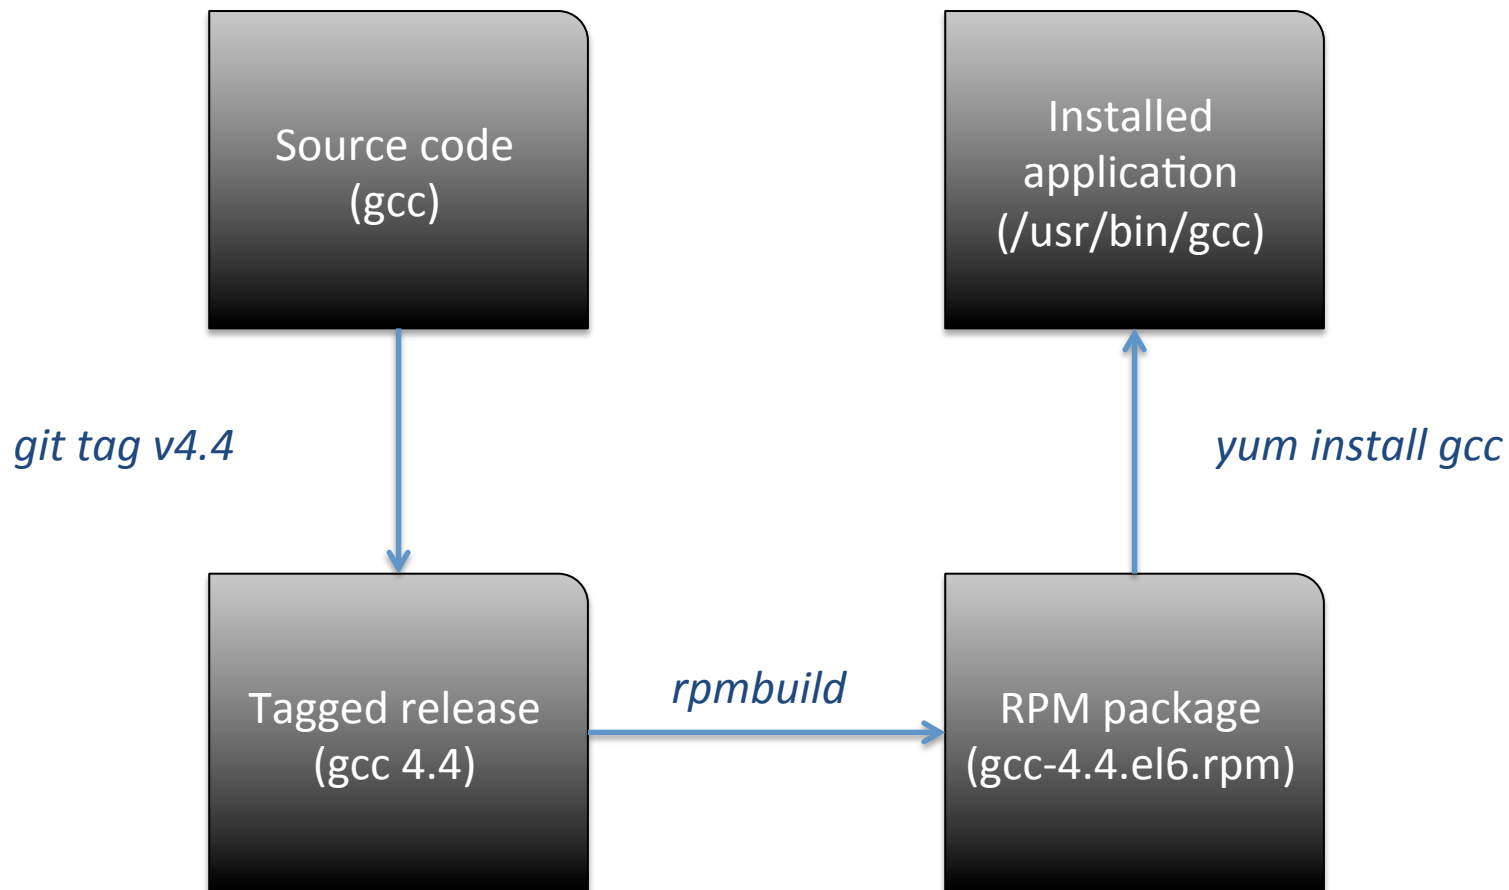 Source code
(gcc)
Installed
application
(/usr/bin/gcc)
git tag v4.4
yum install gcc
Tagged release
(gcc 4.4)
rpmbuild
RPM package
(gcc-4.4.el6.rpm)